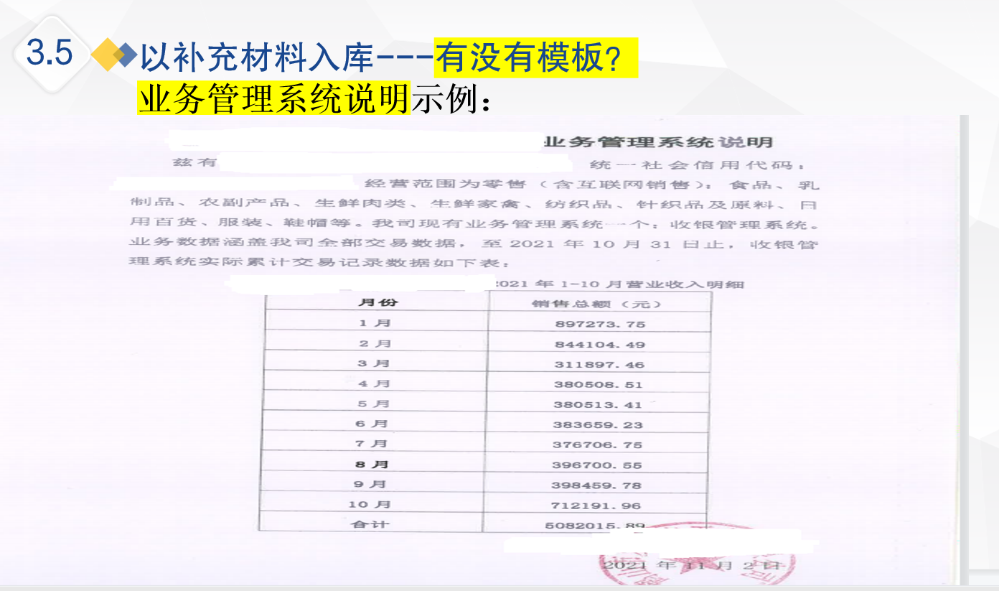 3.5
以补充材料入库---有没有模板?
业务管理系统说明示例：
业务管理系统说明
兹有 统一社会信用代码：
经营范围为零售（含互联网销售）：食品、乳
制品、农副产品、生鲜肉类、生鲜家禽、纺织品、针织品及原料、日
用百货、服装、鞋帽等。我司现有业务管理系统一个：收银管理系统。
业务数据涵盖我司全部交易数据，至 2021 年 10 月 31 日止，收银管
理系统实际累计交易记录数据如下表：
2021 年 1-10 月营业收入明细
月份 销售总额（元）
1 月 897273.75
2 月 844104.49
3 月 311897.46
4 月 380508.51
5 月 380513.41
6 月 383659.23
7 月 376706.75
8 月 396700.55
9 月 398459.78
10 月 712191.96
合计 5082015.89
2021 年 11 月 2 日